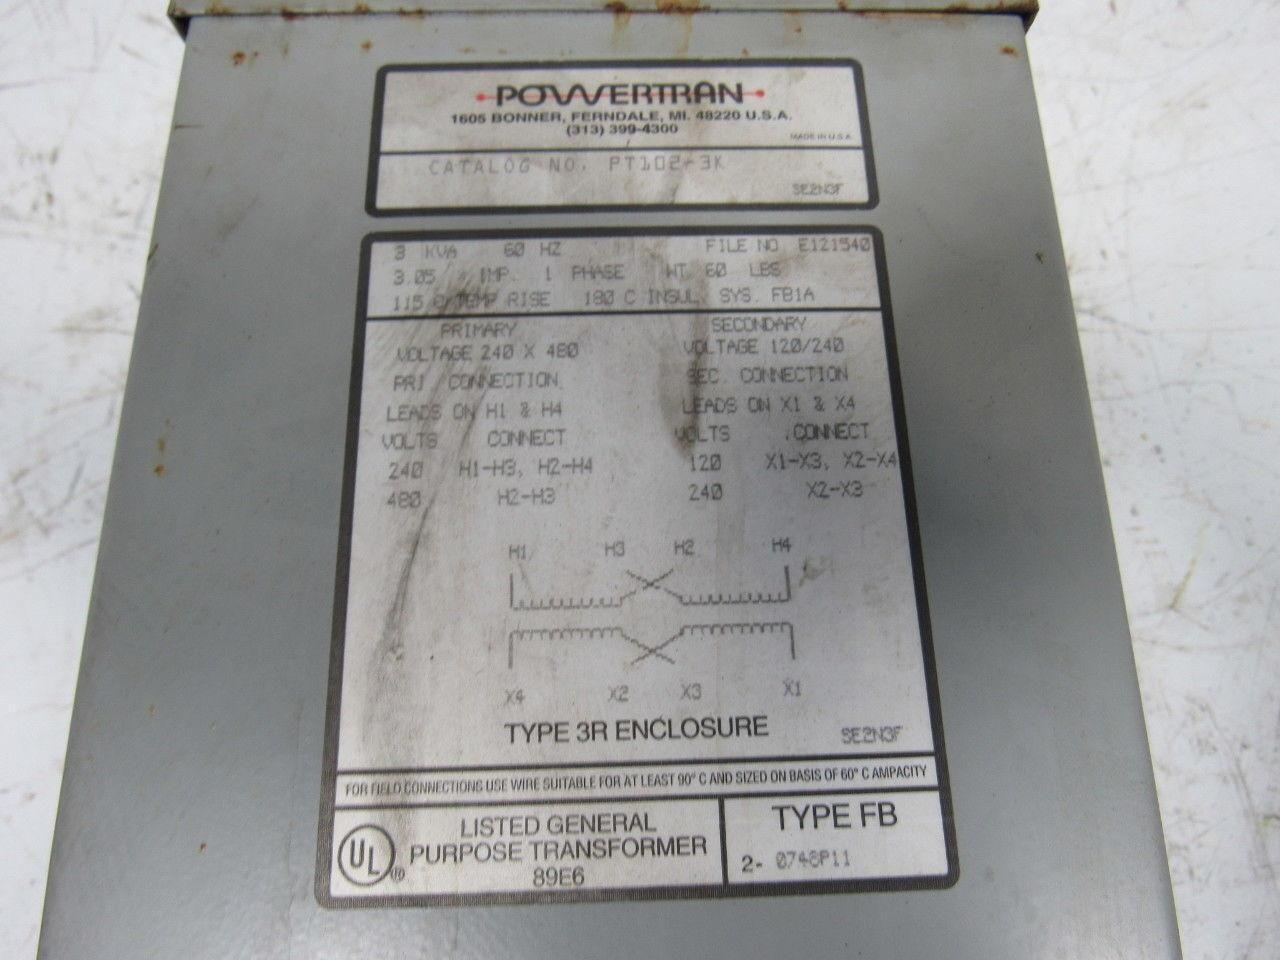 POWERTRAN
1605 BONNER, FERNDALE, MI. 48220 U.S.A.
(313) 399-4300
MADE IN U.S.A.
CATALOG NO. PT102-3K
SE2N3F
3 KVA 60 HZ FILE NO E121540
3.05 % IMP. 1 PHASE WT 60 LBS
115 C TEMP RISE 180 C INSUL. SYS. FB1A
PRIMARY SECONDARY
VOLTAGE 240 X 480 VOLTAGE 120/240
PRI. CONNECTION SEC. CONNECTION
LEADS ON H1 & H4 LEADS ON X1 & X4
VOLTS CONNECT VOLTS CONNECT
240 H1-H3, H2-H4 120 X1-X3, X2-X4
480 H2-H3 240 X2-X3
H1 H3 H2 H4
X4 X2 X3 X1
TYPE 3R ENCLOSURE SE2N3F
FOR FIELD CONNECTIONS USE WIRE SUITABLE FOR AT LEAST 90° C AND SIZED ON BASIS OF 60° C AMPACITY
UL ®
LISTED GENERAL
PURPOSE TRANSFORMER
89E6
TYPE FB
2- 0748P11